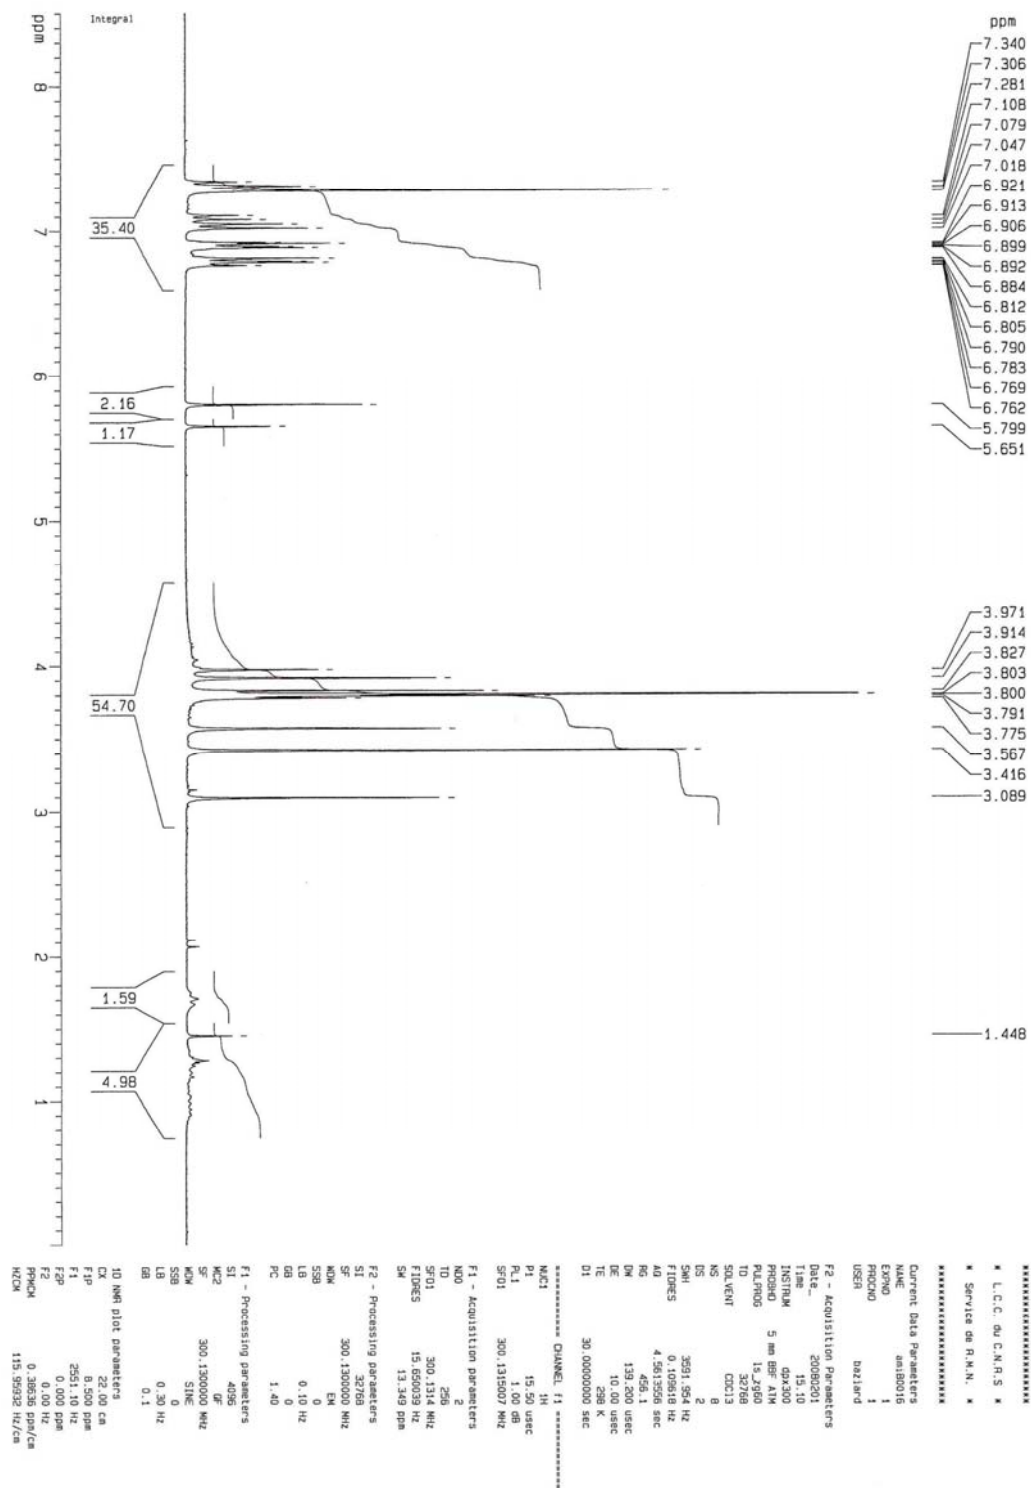 ppm
7.340
7.306
7.281
7.108
7.079
7.047
7.018
6.921
6.913
6.906
6.899
6.892
6.884
6.812
6.805
6.790
6.783
6.769
6.762
5.799
5.651
3.971
3.914
3.827
3.803
3.800
3.791
3.775
3.567
3.416
3.089
1.448
Integral
35.40
2.16
1.17
54.70
1.59
4.98
ppm
8
7
6
5
4
3
2
1
* L.C.C. du C.N.R.S *
* Service de R.M.N. *
Current Data Parameters
NAME amiB00116
EXPNO 1
PROCNO 1
USER baziard
F2 - Acquisition Parameters
Date_ 20080201
Time 15.10
INSTRUM dpx300
PROBHD 5 mm BBF ATM
PULPROG 1s_zg60
TD 32768
SOLVENT CDCl3
NS 8
DS 2
SWH 3591.954 Hz
FIDRES 0.109618 Hz
AQ 4.5613556 sec
RG 456.1
DW 139.200 usec
DE 10.00 usec
TE 298 K
D1 30.00000000 sec
CHANNEL f1
NUC1 1H
P1 15.50 usec
PL1 1.00 dB
SFO1 300.1315007 MHz
F1 - Acquisition parameters
ND0 2
TD 256
SFO1 300.1314 MHz
FIDRES 15.650039 Hz
SW 13.349 ppm
F2 - Processing parameters
SI 32768
SF 300.1300000 MHz
WDW EM
SSB 0
LB 0.10 Hz
GB 0
PC 1.40
F1 - Processing parameters
SI 4096
MC2 QF
SF 300.1300000 MHz
WDW SINE
SSB 0
LB 0.30 Hz
GB 0.1
1D NMR plot parameters
CX 22.00 cm
F1P 8.500 ppm
F1 2551.10 Hz
F2P 0.000 ppm
F2 0.00 Hz
PPMCM 0.38636 ppm/cm
HZCM 115.95932 Hz/cm